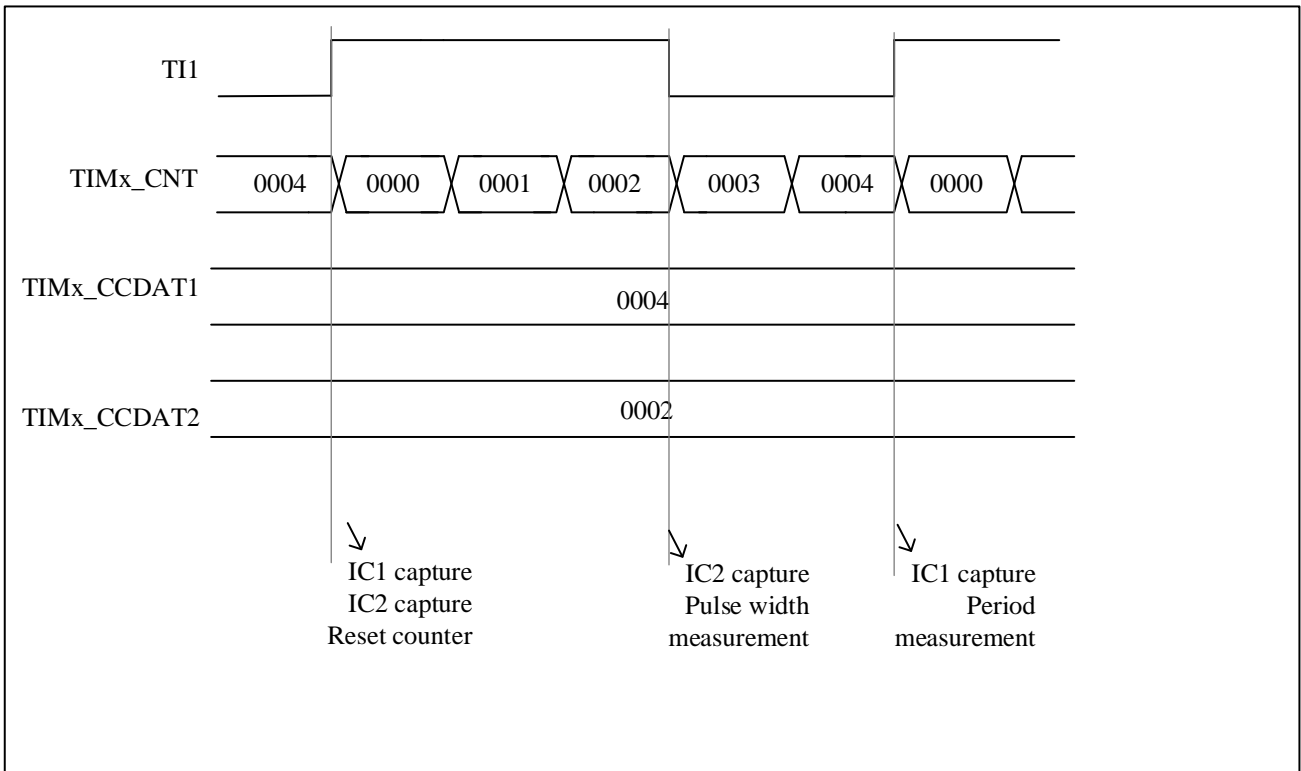 TI1
TIMx_CNT
0004 0000 0001 0002 0003 0004 0000
TIMx_CCDAT1
0004
TIMx_CCDAT2
0002
IC1 capture
IC2 capture
Reset counter
IC2 capture
Pulse width
measurement
IC1 capture
Period
measurement